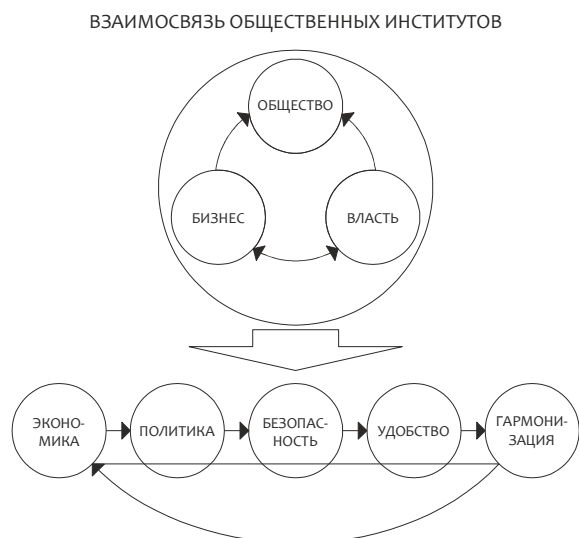 ВЗАИМОСВЯЗЬ ОБЩЕСТВЕННЫХ ИНСТИТУТОВ
ОБЩЕСТВО
БИЗНЕС
ВЛАСТЬ
ЭКОНО-
МИКА
ПОЛИТИКА
БЕЗОПАС-
НОСТЬ
УДОБСТВО
ГАРМОНИ-
ЗАЦИЯ